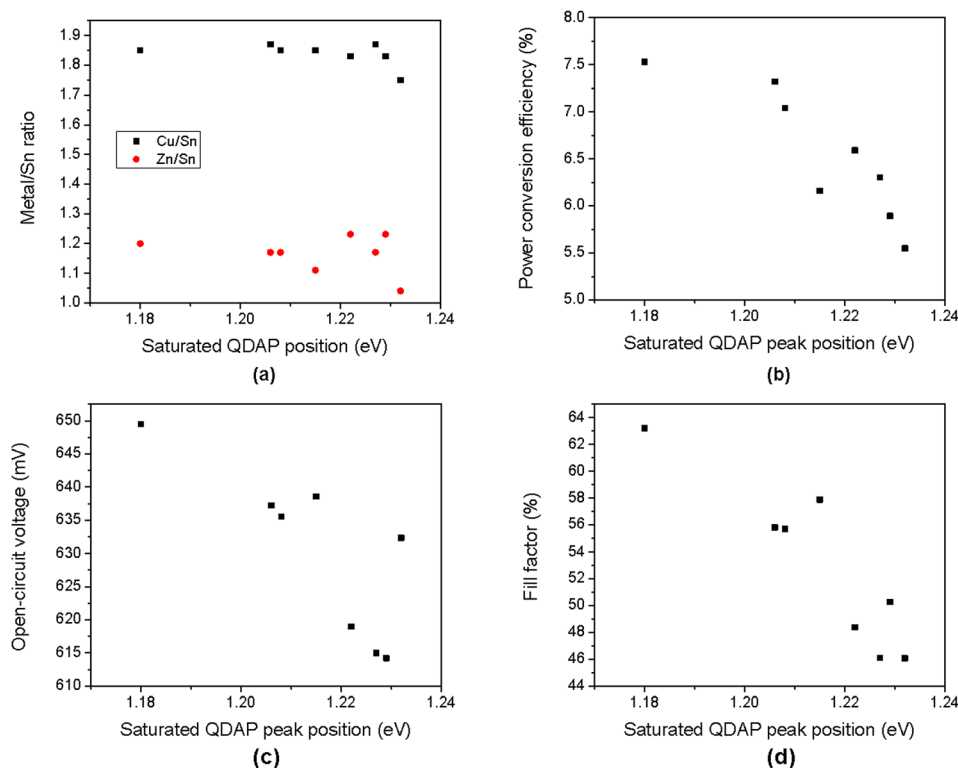 Metal/Sn ratio
1.9
1.8
1.7
1.6
1.5
1.4
1.3
1.2
1.1
1.0
Cu/Sn
Zn/Sn
1.18 1.20 1.22 1.24
Saturated QDAP position (eV)
(a)
Power conversion efficiency (%)
8.0
7.5
7.0
6.5
6.0
5.5
5.0
1.18 1.20 1.22 1.24
Saturated QDAP peak position (eV)
(b)
Open-circuit voltage (mV)
650
645
640
635
630
625
620
615
610
1.18 1.20 1.22 1.24
Saturated QDAP peak position (eV)
(c)
Fill factor (%)
64
62
60
58
56
54
52
50
48
46
44
1.18 1.20 1.22 1.24
Saturated QDAP peak position (eV)
(d)